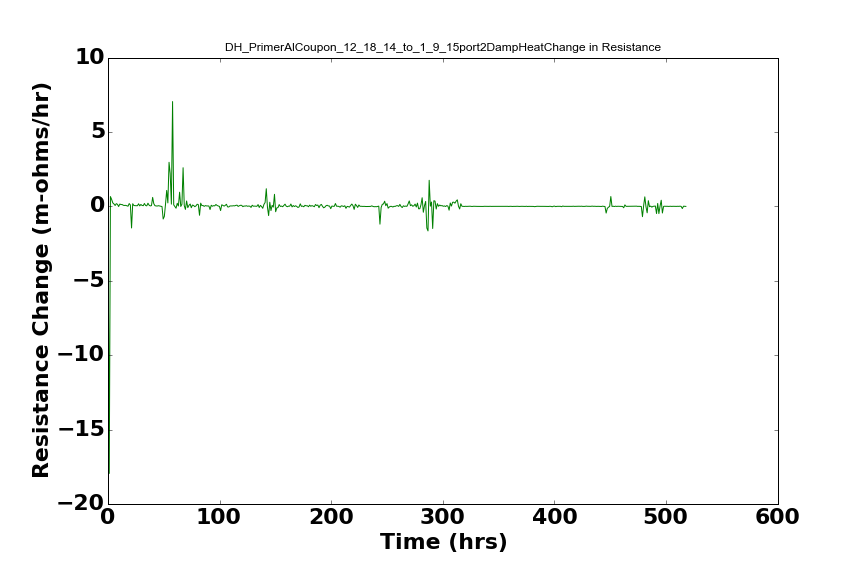 DH_PrimerAlCoupon_12_18_14_to_1_9_15port2DampHeatChange in Resistance
10
5
0
−5
−10
−15
−20
Resistance Change (m-ohms/hr)
0 100 200 300 400 500 600
Time (hrs)